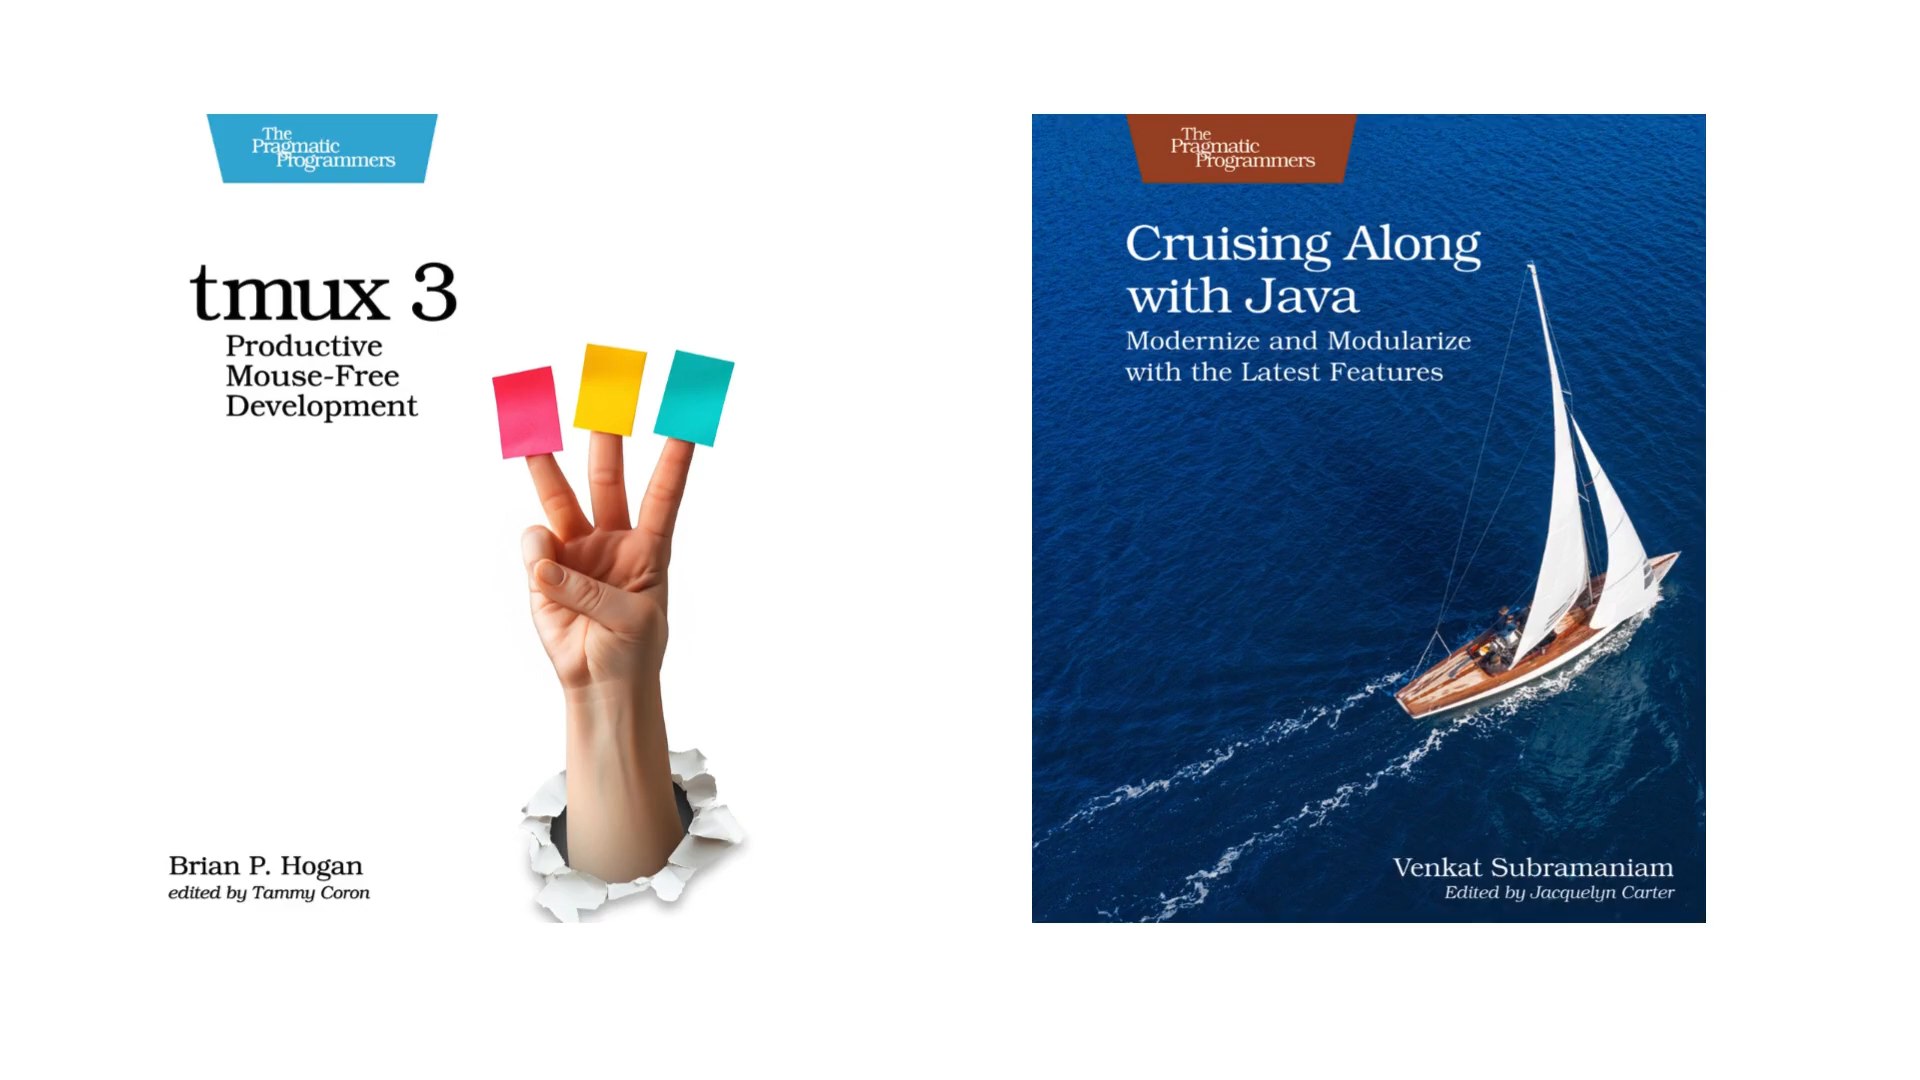 The
Pragmatic
Programmers
tmux 3
Productive
Mouse-Free
Development
Brian P. Hogan
edited by Tammy Coron
The
Pragmatic
Programmers
Cruising Along
with Java
Modernize and Modularize
with the Latest Features
Venkat Subramaniam
Edited by Jacquelyn Carter